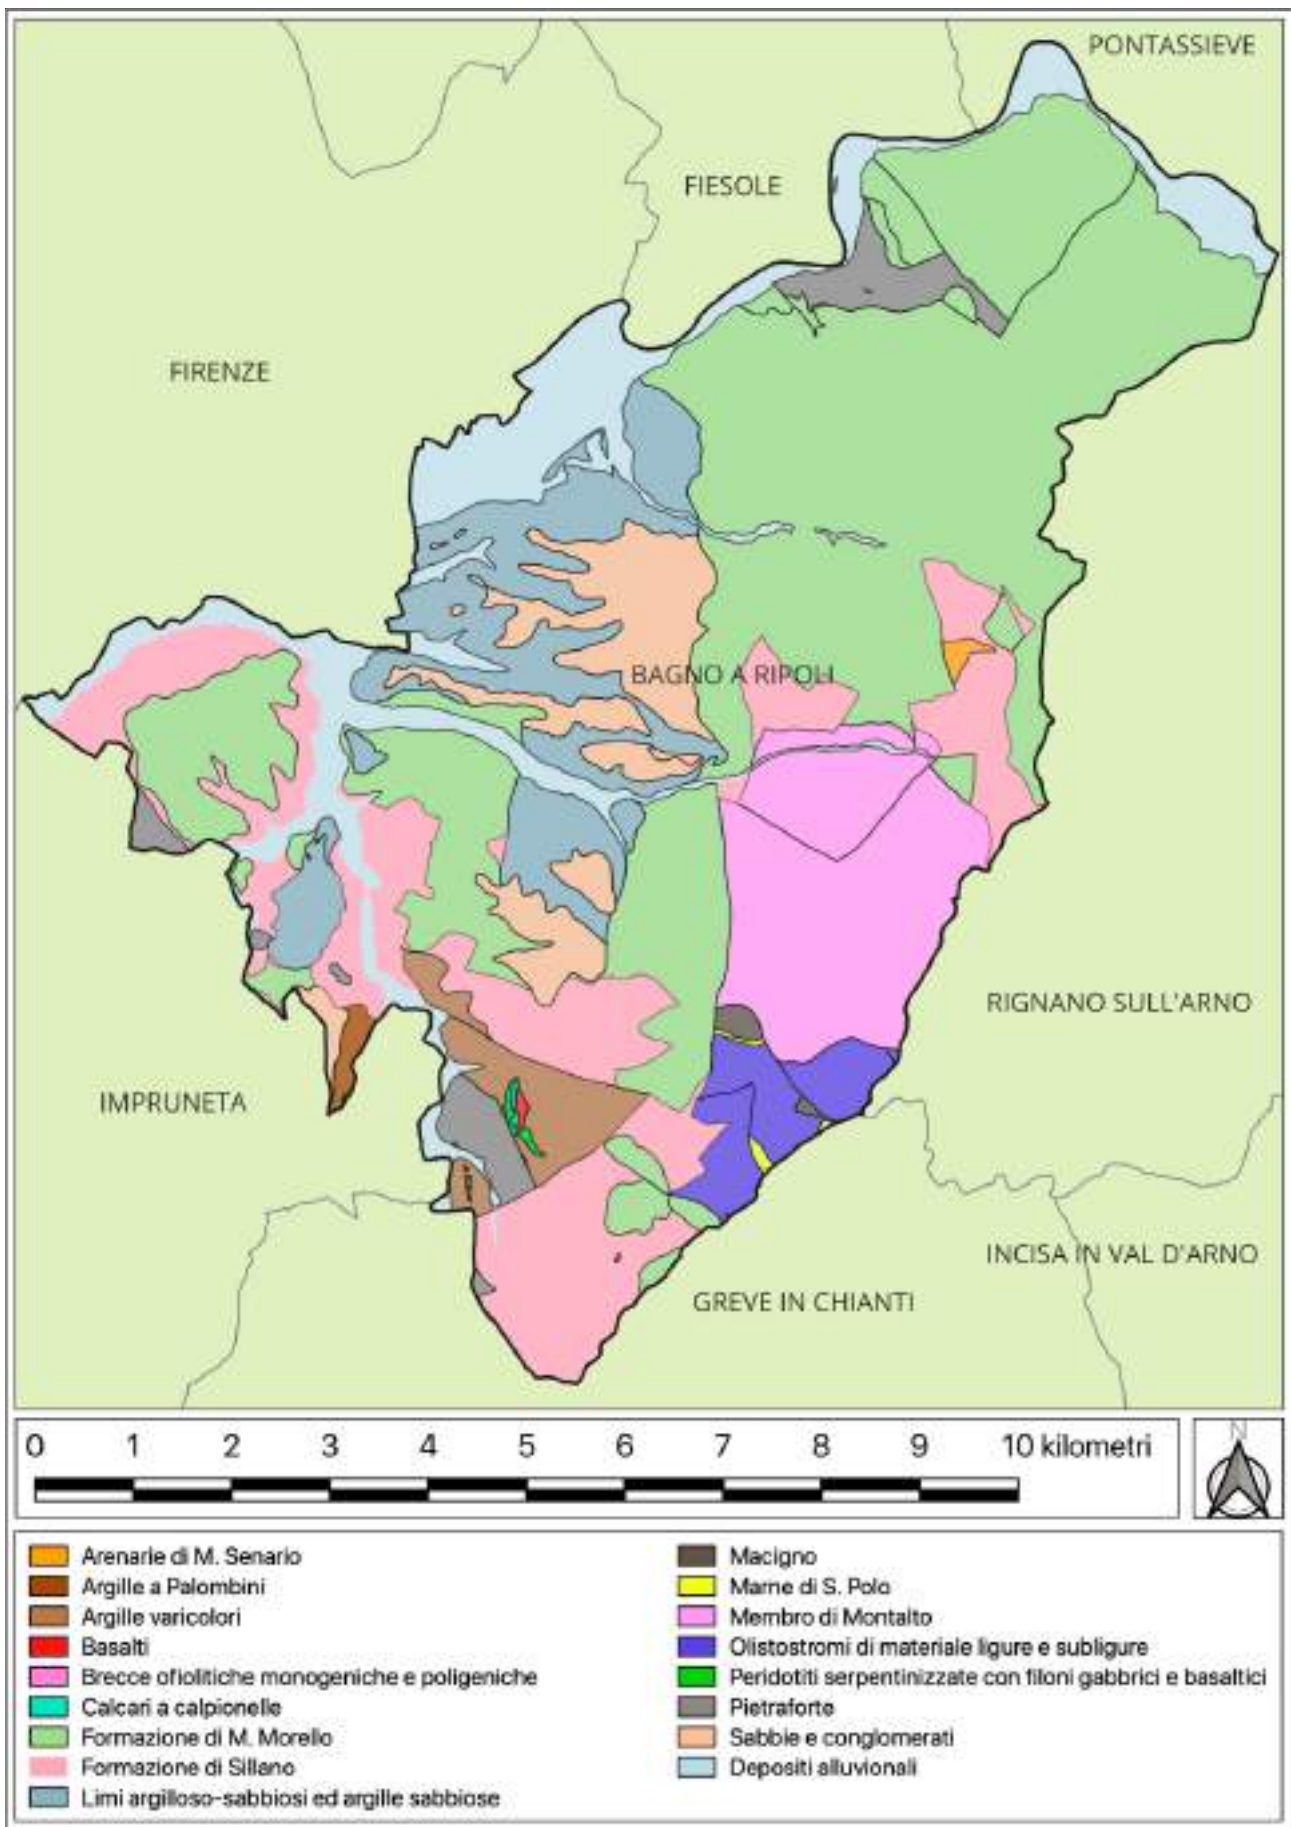 PONTASSIEVE
FIESOLE
FIRENZE
BAGNO A RIPOLI
RIGNANO SULL'ARNO
IMPRUNETA
INCISA IN VAL D'ARNO
GREVE IN CHIANTI
0 1 2 3 4 5 6 7 8 9 10 kilometri
N
Arenarie di M. Senario
Argille a Palombini
Argille varicolori
Basalti
Brecce ofiolitiche monogeniche e poligeniche
Calcari a calpionelle
Formazione di M. Morello
Formazione di Sillano
Limi argilloso-sabbiosi ed argille sabbiose
Macigno
Marne di S. Polo
Membro di Montalto
Olistostromi di materiale ligure e subligure
Peridotiti serpentinizzate con filoni gabbrici e basaltici
Pietraforte
Sabbie e conglomerati
Depositi alluvionali